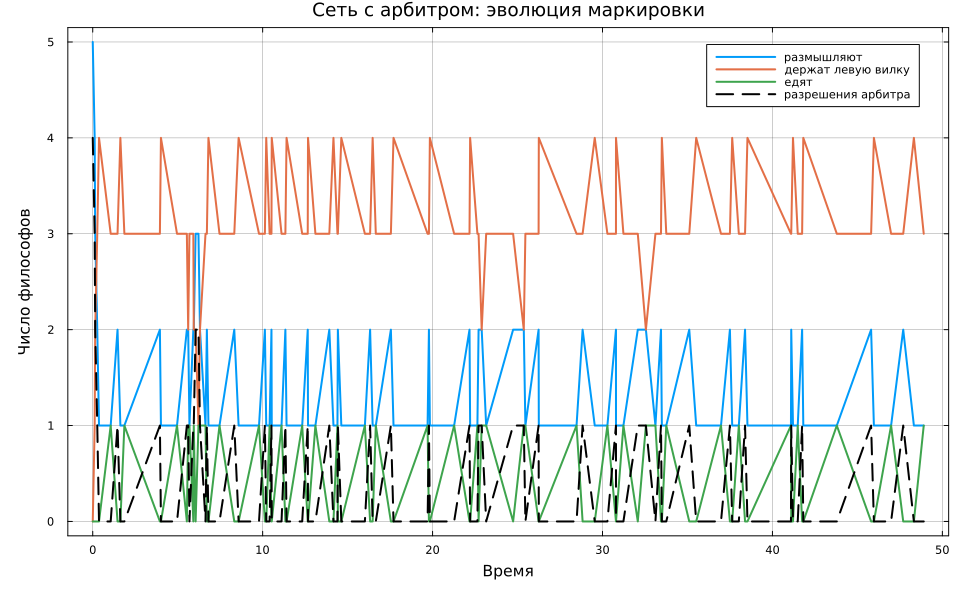 Сеть с арбитром: эволюция маркировки
размышляют
держат левую вилку
едят
разрешения арбитра
Число философов
5
4
3
2
1
0
0 10 20 30 40 50
Время